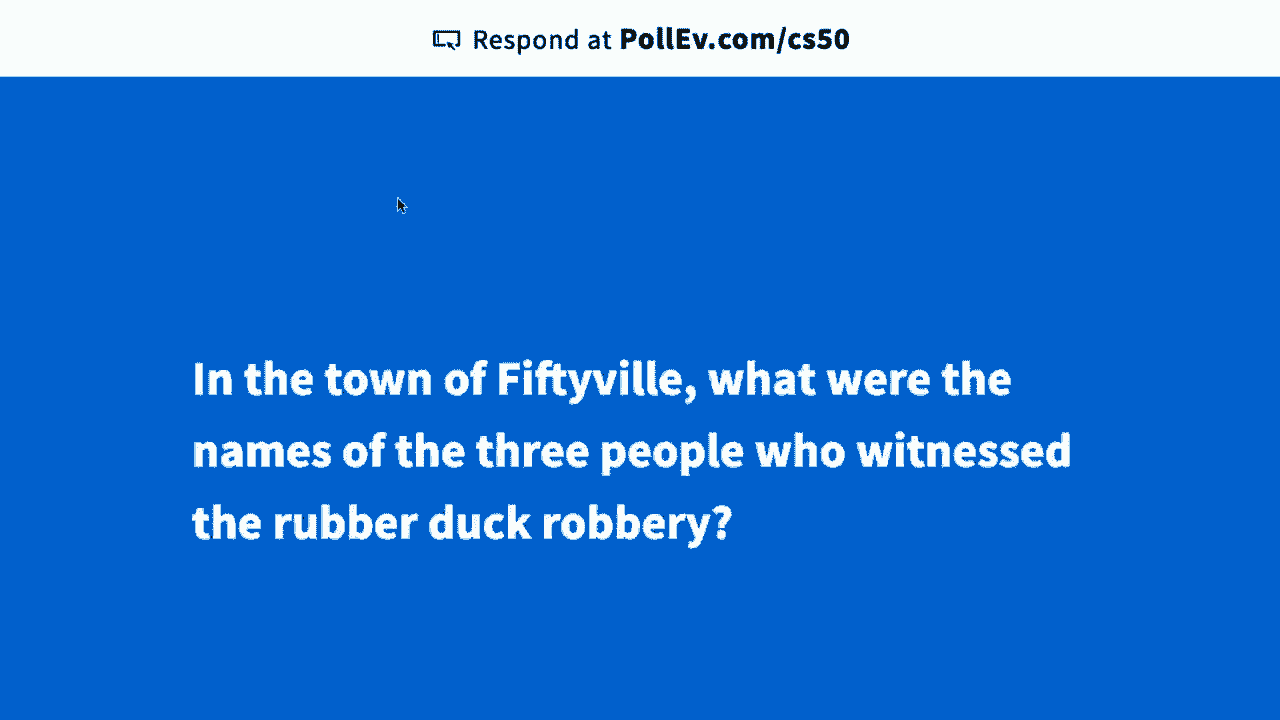 Respond at PollEv.com/cs50
In the town of Fiftyville, what were the
names of the three people who witnessed
the rubber duck robbery?